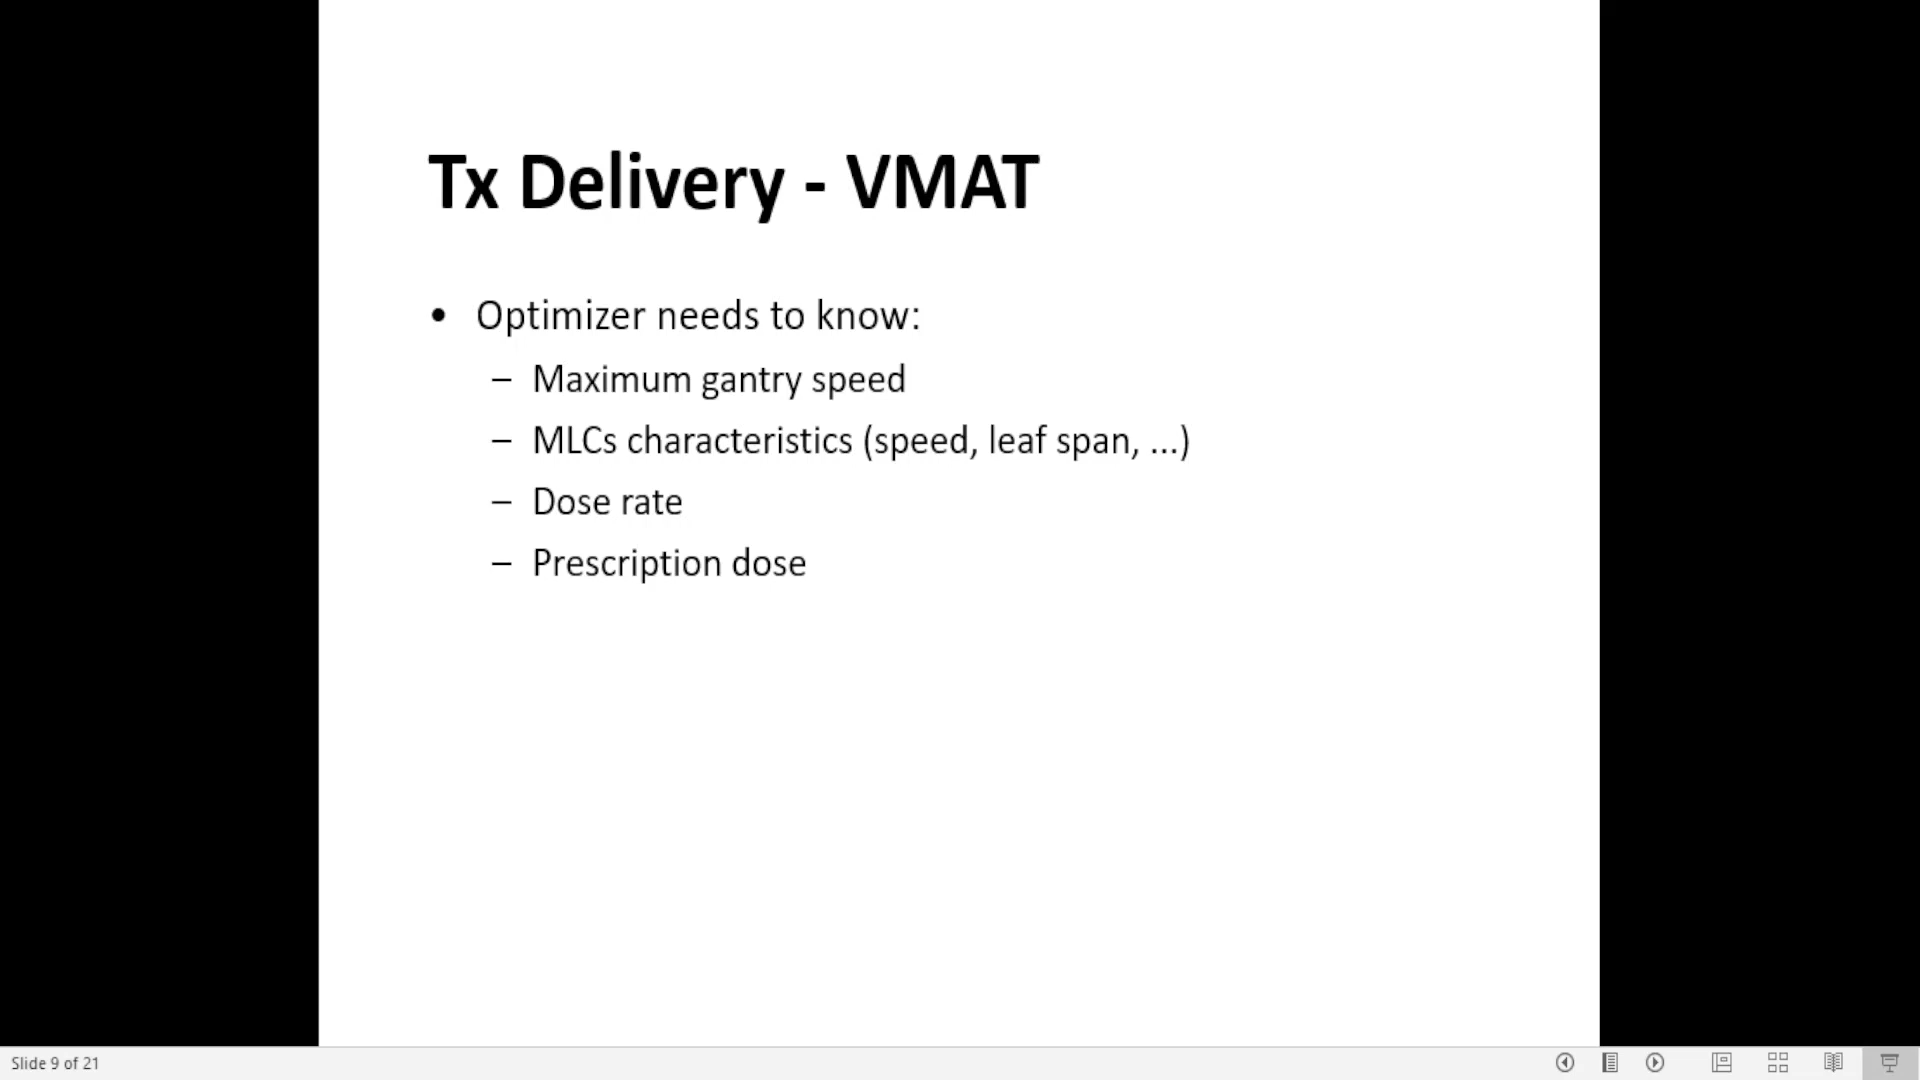 Tx Delivery - VMAT
• Optimizer needs to know:
– Maximum gantry speed
– MLCs characteristics (speed, leaf span, ...)
– Dose rate
– Prescription dose
Slide 9 of 21